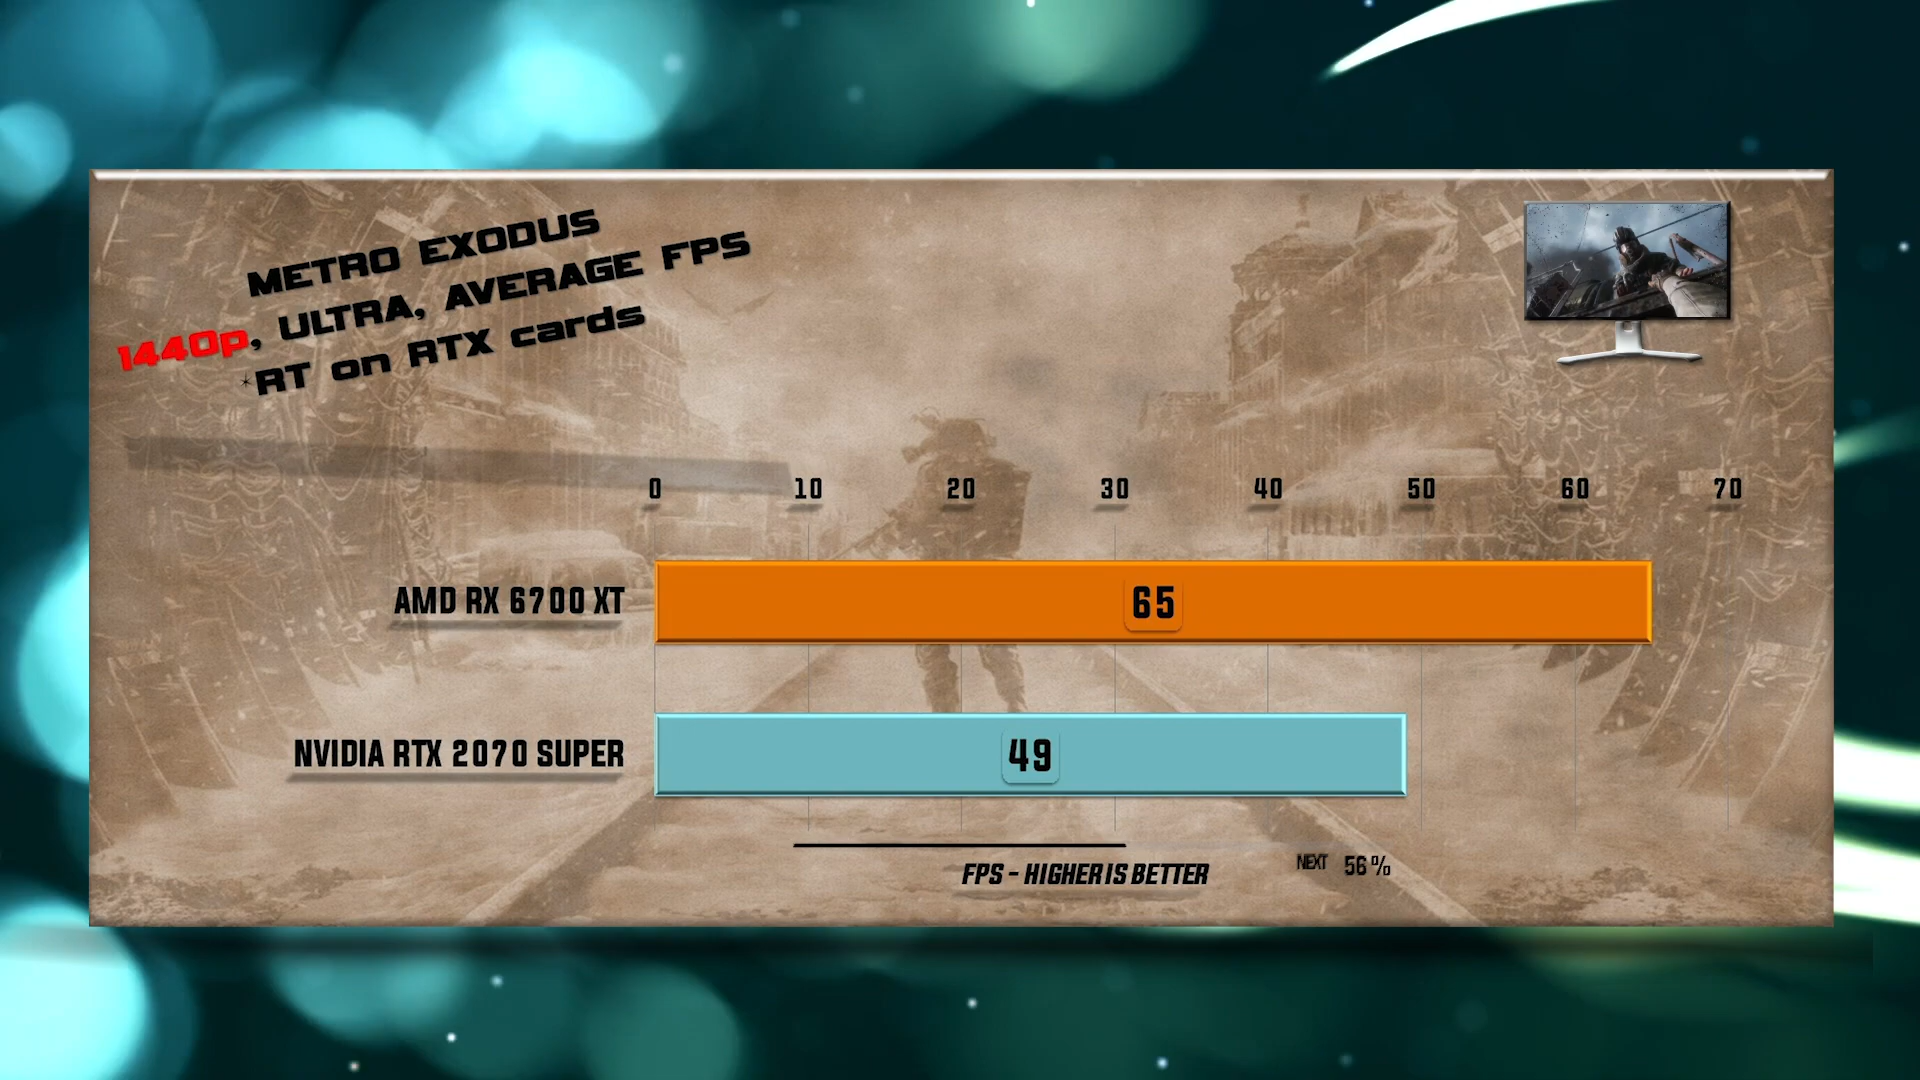 METRO EXODUS
1440p, ULTRA, AVERAGE FPS
*RT on RTX cards
0 10 20 30 40 50 60 70
AMD RX 6700 XT 65
NVIDIA RTX 2070 SUPER 49
FPS - HIGHER IS BETTER
NEXT 56%